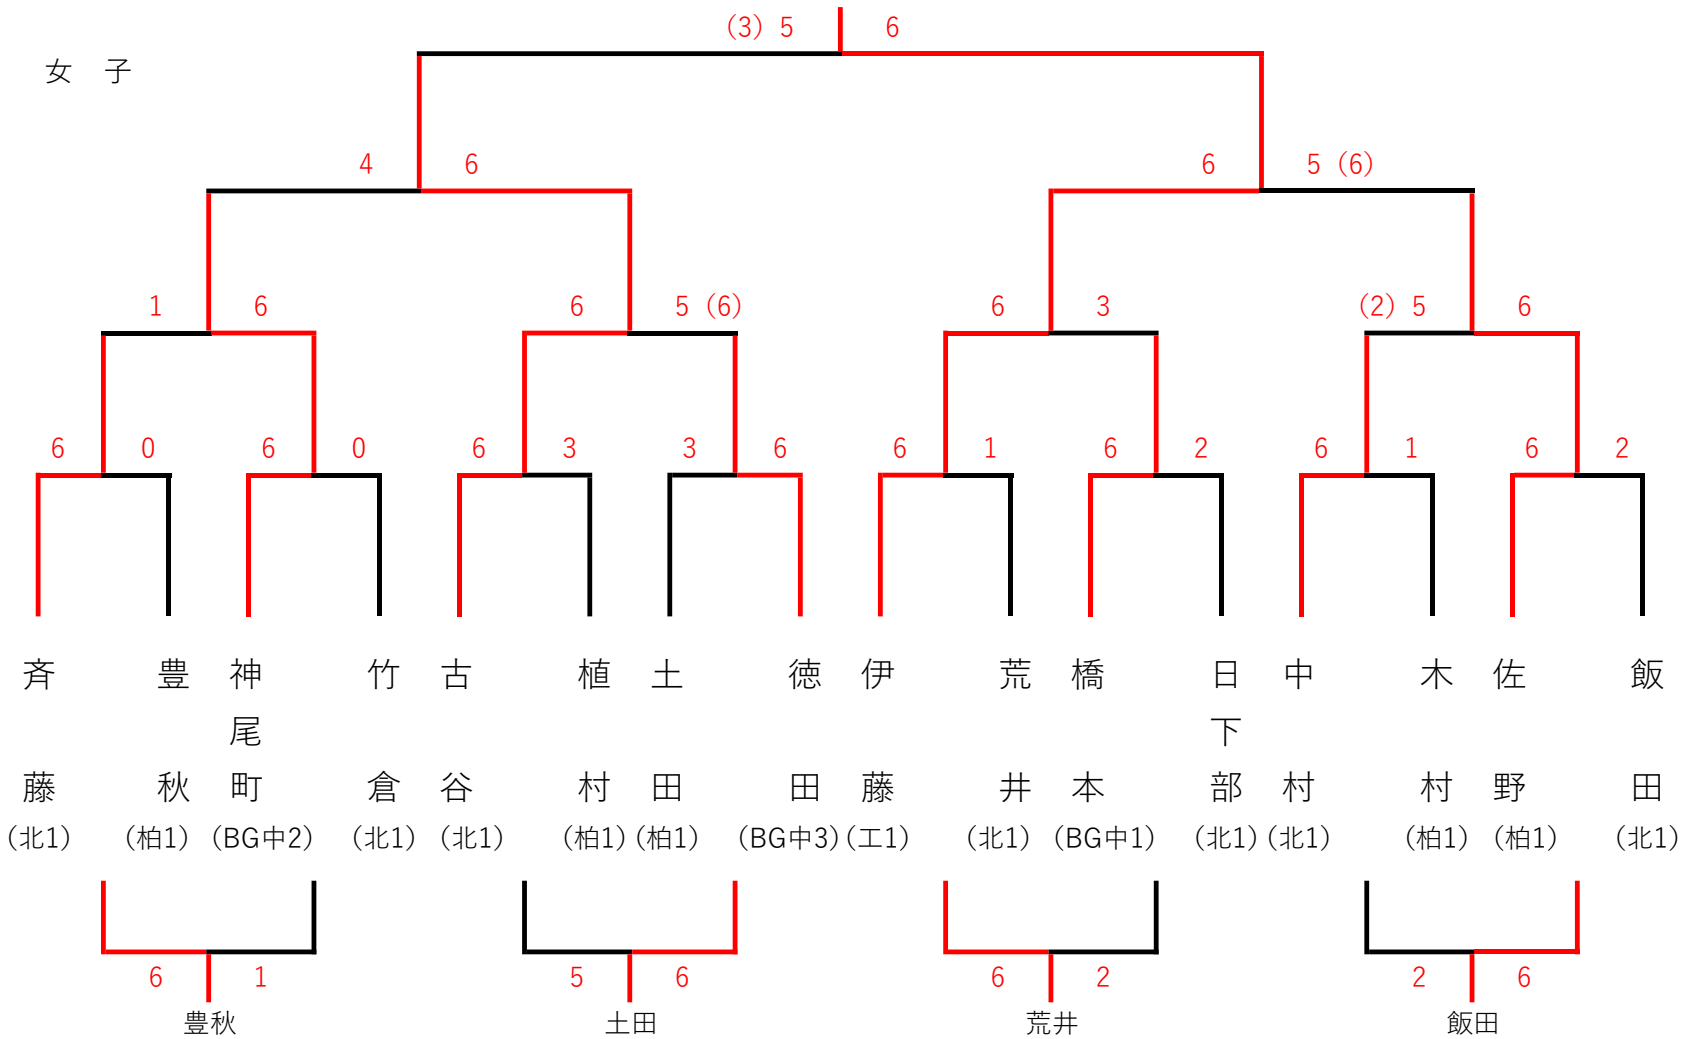 (3) 5 6
女 子
4 6 6 5 (6)
1 6 6 5 (6) 6 3 (2) 5 6
6 0 6 0 6 3 3 6 6 1 6 2 6 1 6 2
斉藤 (北1)
豊秋 (柏1)
神尾町 (BG中2)
竹倉 (北1)
古谷 (北1)
植村 (柏1)
土田 (柏1)
徳田 (BG中3)
伊藤 (工1)
荒井 (北1)
橋本 (BG中1)
日下部 (北1)
中村 (北1)
木村 (柏1)
佐野 (柏1)
飯田 (北1)
6 1 5 6 6 2 2 6
豊秋 土田 荒井 飯田